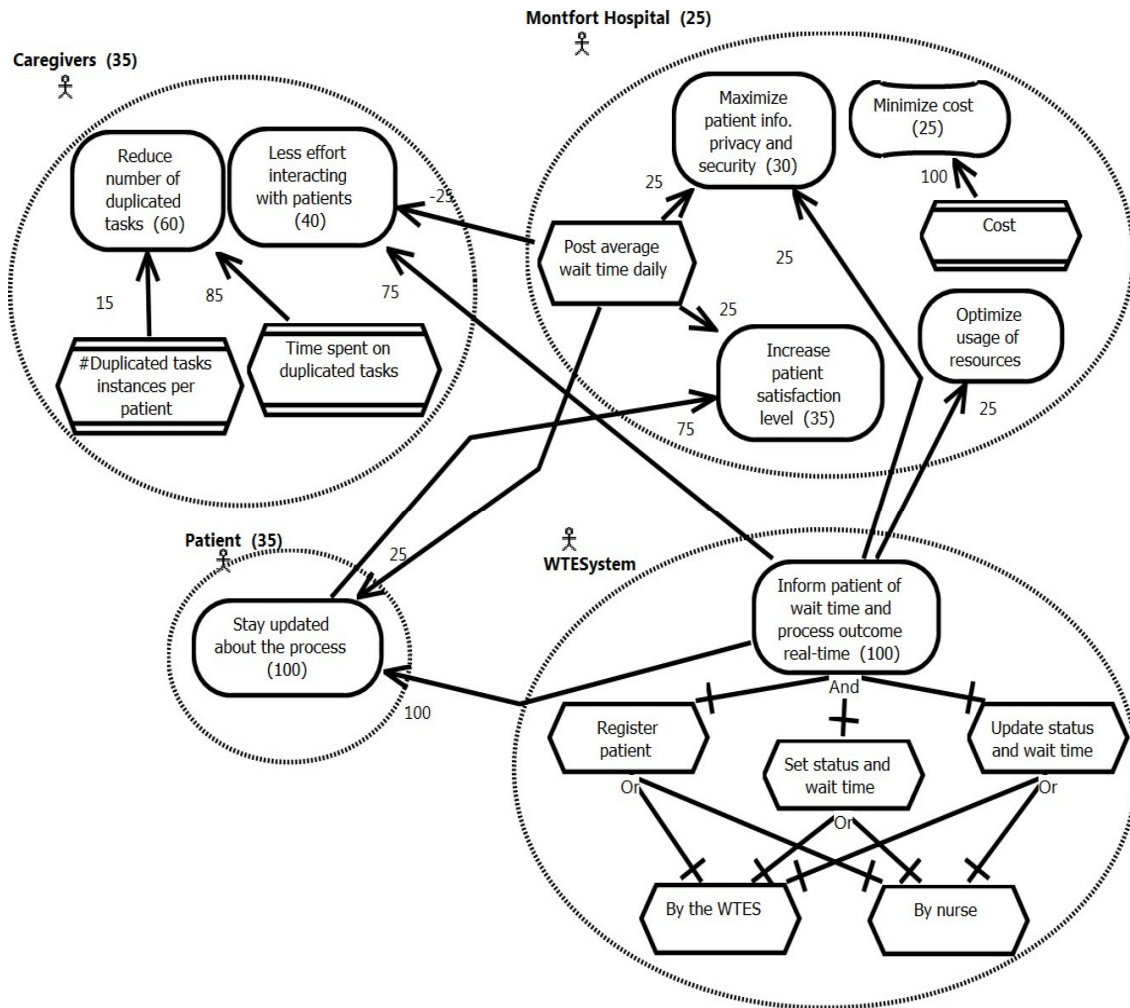 Montfort Hospital (25)
Caregivers (35)
Reduce
number of
duplicated
tasks (60)
Less effort
interacting
with patients
(40)
Maximize
patient info.
privacy and
security (30)
Minimize cost
(25)
-25
25
100
Post average
wait time daily
Cost
15
85
75
25
25
#Duplicated tasks
instances per
patient
Time spent on
duplicated tasks
Increase
patient
satisfaction
level (35)
Optimize
usage of
resources
75
25
Patient (35)
25
WTESystem
Stay updated
about the process
(100)
Inform patient of
wait time and
process outcome
real-time (100)
100
And
Register
patient
Set status and
wait time
Update status
and wait time
Or
Or
Or
By the WTES
By nurse